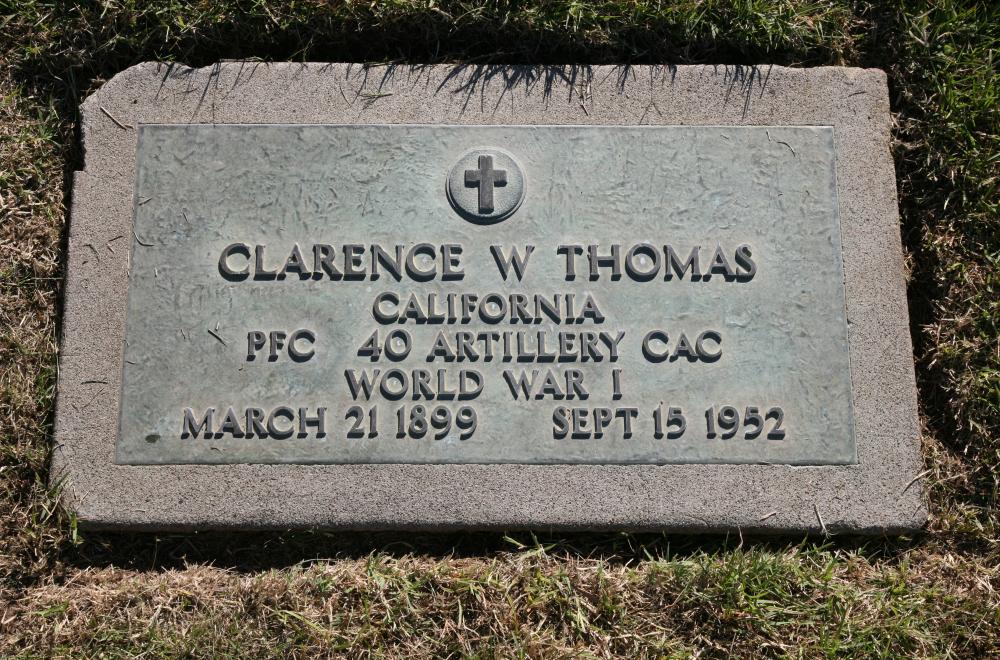 CLARENCE W THOMAS
CALIFORNIA
PFC 40 ARTILLERY CAC
WORLD WAR I
MARCH 21 1899 SEPT 15 1952